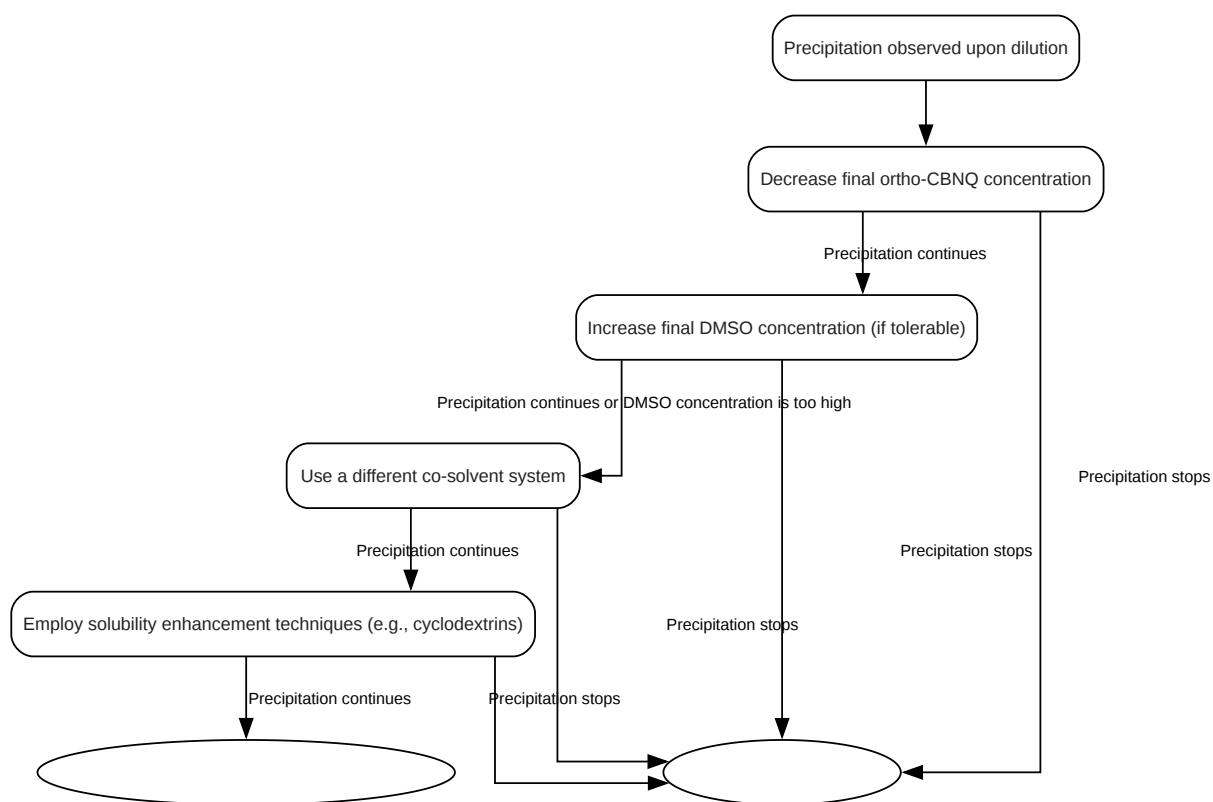 Precipitation observed upon dilution
Decrease final ortho-CBNQ concentration
Precipitation continues
Increase final DMSO concentration (if tolerable)
Precipitation continues or DMSO concentration is too high
Use a different co-solvent system
Precipitation stops
Precipitation continues
Precipitation stops
Employ solubility enhancement techniques (e.g., cyclodextrins)
Precipitation stops
Precipitation continues
Precipitation stops